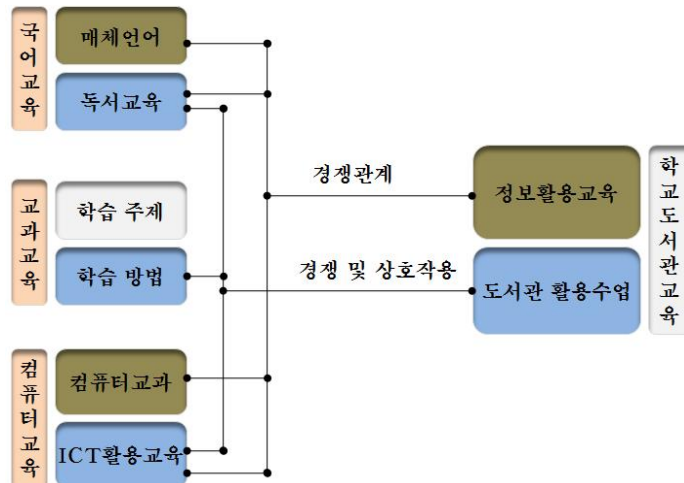 국어교육
매체언어
독서교육
교과교육
학습 주제
학습 방법
컴퓨터교육
컴퓨터교과
ICT활용교육
경쟁관계
경쟁 및 상호작용
정보활용교육
도서관 활용수업
학교도서관교육